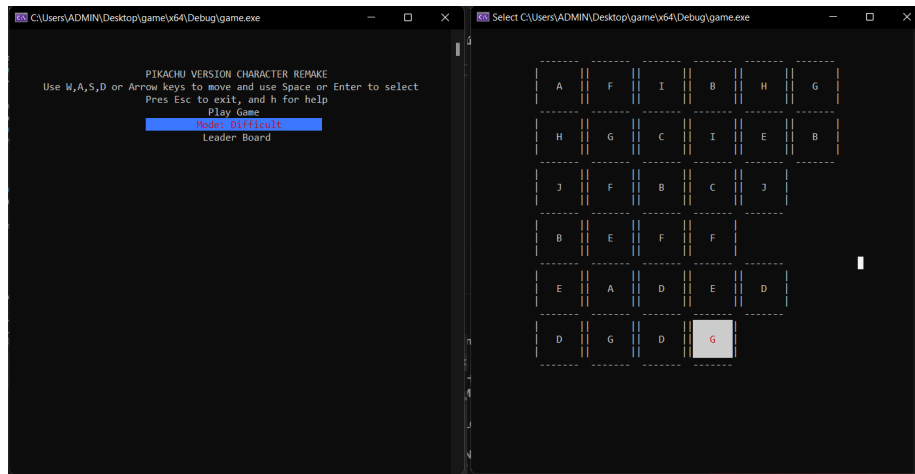 C:\Users\ADMIN\Desktop\game\x64\Debug\game.exe
PIKACHU VERSION CHARACTER REMAKE
Use W,A,S,D or Arrow keys to move and use Space or Enter to select
Pres Esc to exit, and h for help
Play Game
Mode: Difficult
Leader Board
Select C:\Users\ADMIN\Desktop\game\x64\Debug\game.exe
A F I B H G
H G C I E B
J F B C J
B E F F
E A D E D
D G D G